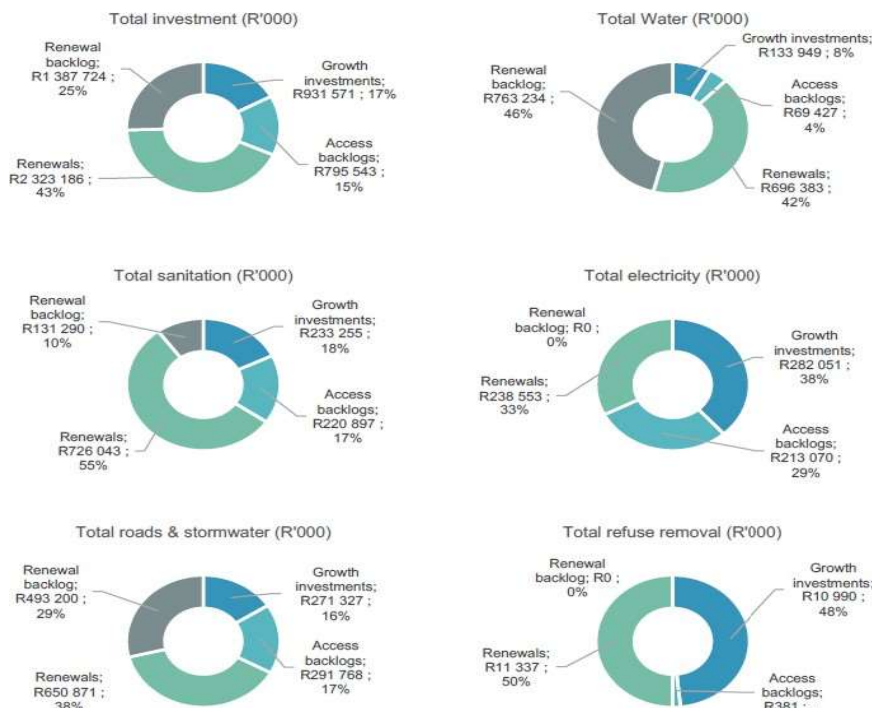 Total investment (R'000)
Renewal
backlog;
R1 387 724 ;
25%
Growth
investments;
R931 571 ; 17%
Access
backlogs;
R795 543 ;
15%
Renewals;
R2 323 186 ;
43%
Total Water (R'000)
Growth investments;
R133 949 ; 8%
Access
backlogs;
R69 427 ;
4%
Renewal backlog;
R763 234 ;
46%
Renewals;
R696 383 ;
42%
Total sanitation (R'000)
Renewal
backlog;
R131 290 ;
10%
Growth
investments;
R233 255 ;
18%
Access
backlogs;
R220 897 ;
17%
Renewals;
R726 043 ;
55%
Total electricity (R'000)
Renewal
backlog; R0 ;
0%
Growth
investments;
R282 051 ;
38%
Renewals;
R238 553 ;
33%
Access
backlogs;
R213 070 ;
29%
Total roads & stormwater (R'000)
Renewal
backlog;
R493 200 ;
29%
Growth
investments;
R271 327 ;
16%
Access
backlogs;
R291 768 ;
17%
Renewals;
R650 871 ;
38%
Total refuse removal (R'000)
Renewal
backlog; R0 ;
0%
Growth
investments;
R10 990 ;
48%
Renewals;
R11 337 ;
50%
Access
backlogs;
R381 ;